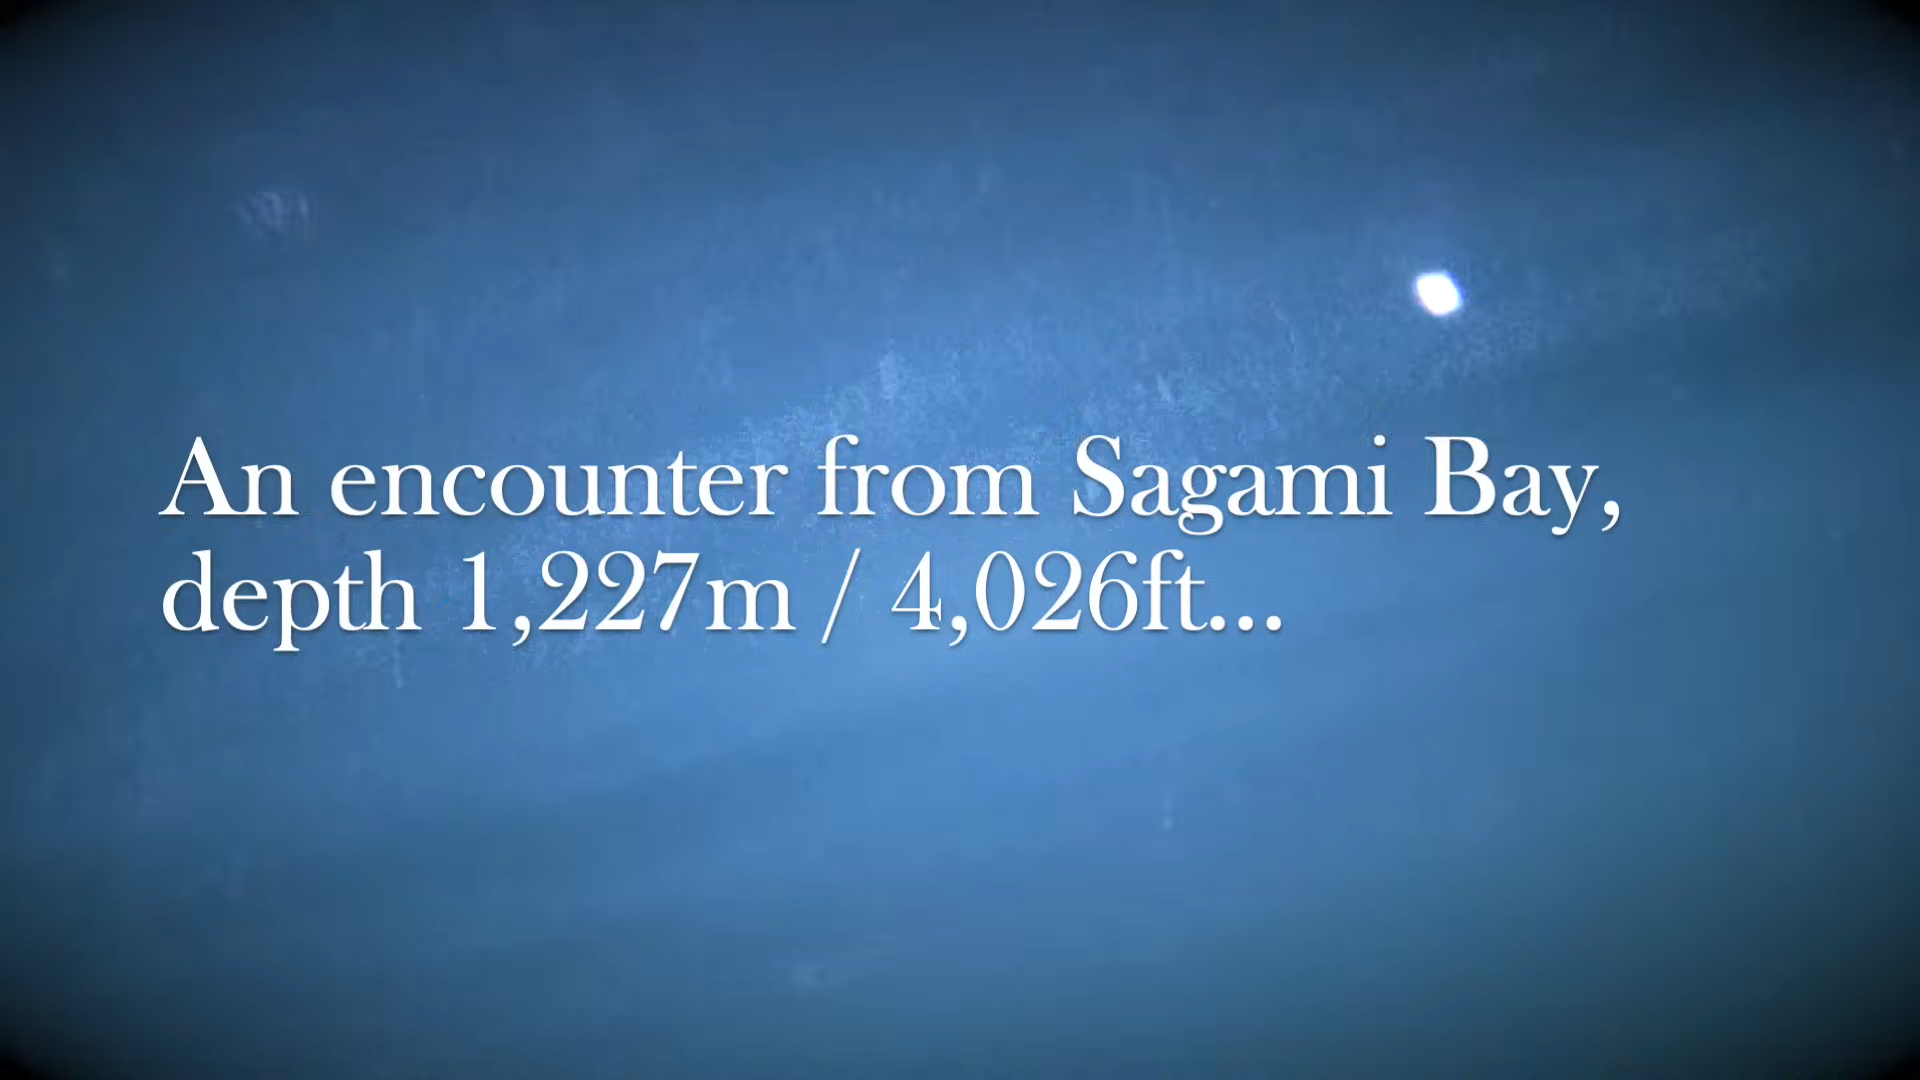 An encounter from Sagami Bay,
depth 1,227m / 4,026ft...